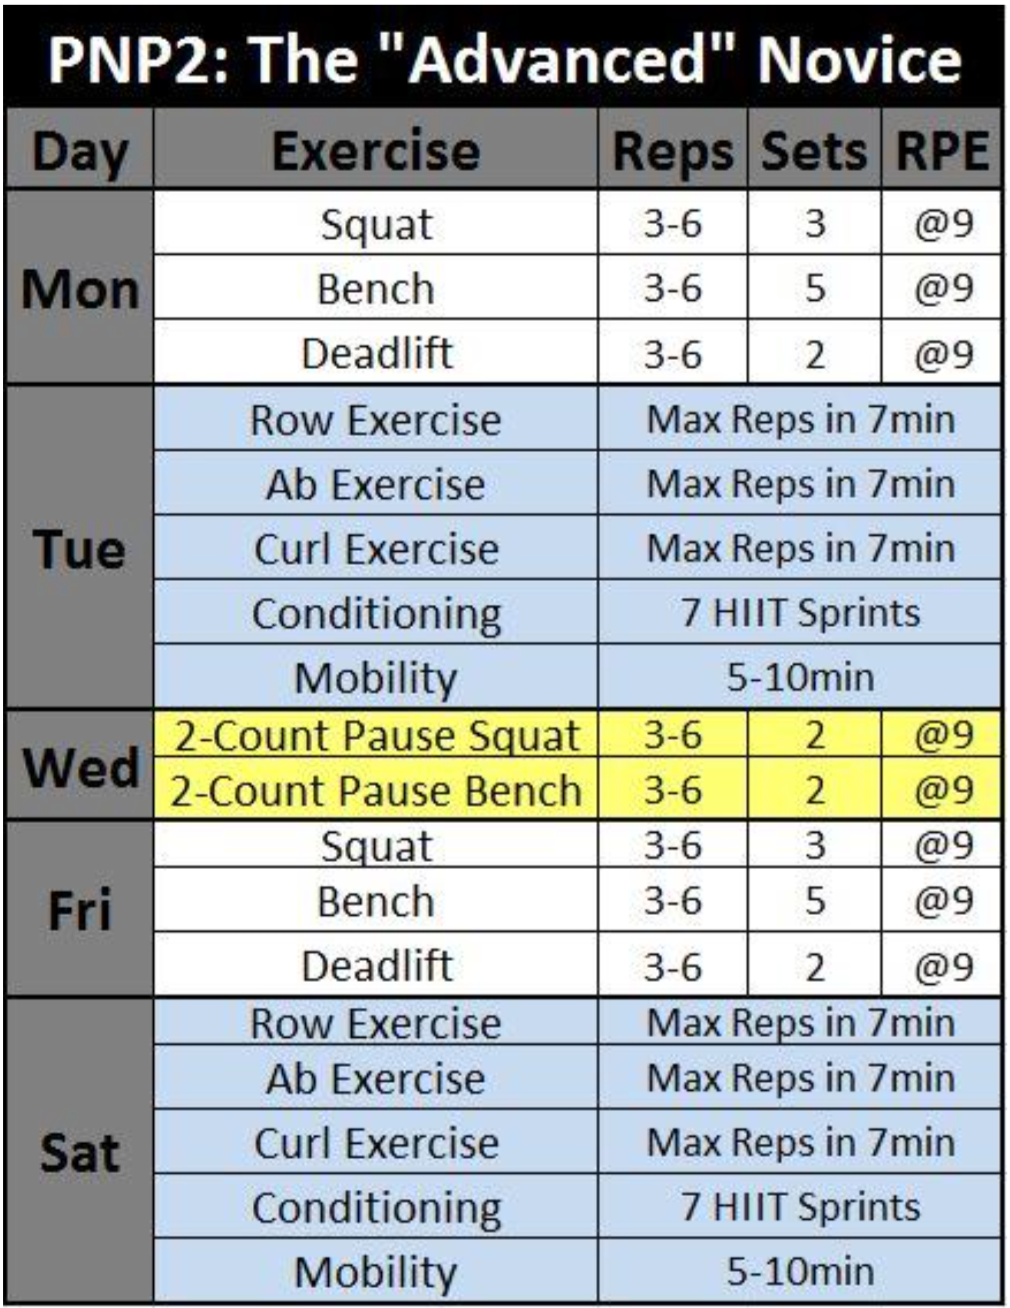 PNP2: The "Advanced" Novice
Day Exercise Reps Sets RPE
Mon
Squat 3-6 3 @9
Bench 3-6 5 @9
Deadlift 3-6 2 @9
Tue
Row Exercise Max Reps in 7min
Ab Exercise Max Reps in 7min
Curl Exercise Max Reps in 7min
Conditioning 7 HIIT Sprints
Mobility 5-10min
Wed
2-Count Pause Squat 3-6 2 @9
2-Count Pause Bench 3-6 2 @9
Fri
Squat 3-6 3 @9
Bench 3-6 5 @9
Deadlift 3-6 2 @9
Sat
Row Exercise Max Reps in 7min
Ab Exercise Max Reps in 7min
Curl Exercise Max Reps in 7min
Conditioning 7 HIIT Sprints
Mobility 5-10min